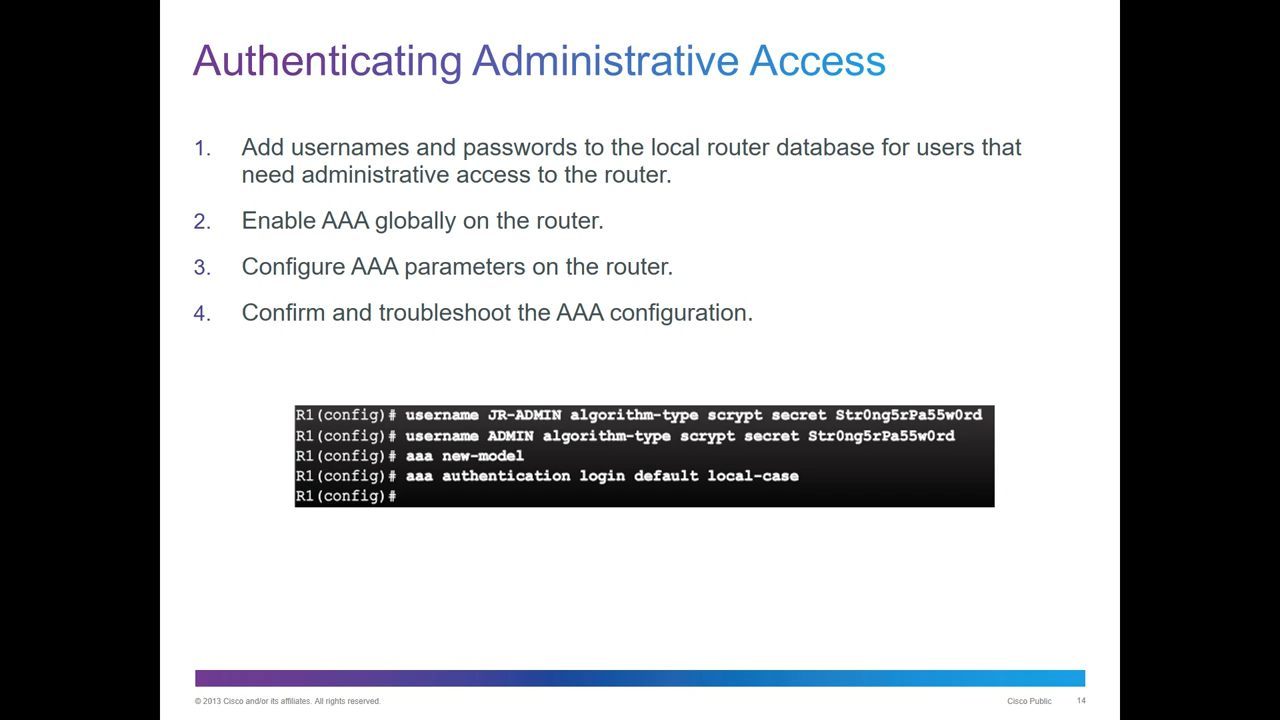 Authenticating Administrative Access
1. Add usernames and passwords to the local router database for users that
need administrative access to the router.
2. Enable AAA globally on the router.
3. Configure AAA parameters on the router.
4. Confirm and troubleshoot the AAA configuration.
R1(config)# username JR-ADMIN algorithm-type scrypt secret Str0ng5rPa55w0rd
R1(config)# username ADMIN algorithm-type scrypt secret Str0ng5rPa55w0rd
R1(config)# aaa new-model
R1(config)# aaa authentication login default local-case
R1(config)#
© 2013 Cisco and/or its affiliates. All rights reserved. Cisco Public 14